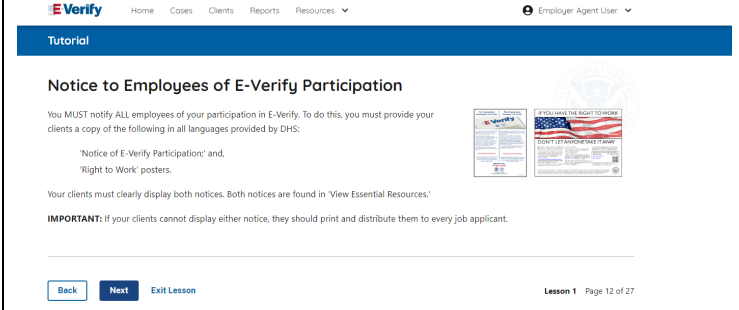 E-Verify Home Cases Clients Reports Resources Employer Agent User
Tutorial
Notice to Employees of E-Verify Participation
You MUST notify ALL employees of your participation in E-Verify. To do this, you must provide your
clients a copy of the following in all languages provided by DHS:
'Notice of E-Verify Participation;' and,
'Right to Work' posters.
Your clients must clearly display both notices. Both notices are found in 'View Essential Resources.'
IMPORTANT: If your clients cannot display either notice, they should print and distribute them to every job applicant.
E-Verify
IF YOU HAVE THE RIGHT TO WORK
DON'T LET ANYONE TAKE IT AWAY
Back Next Exit Lesson Lesson 1 Page 12 of 27